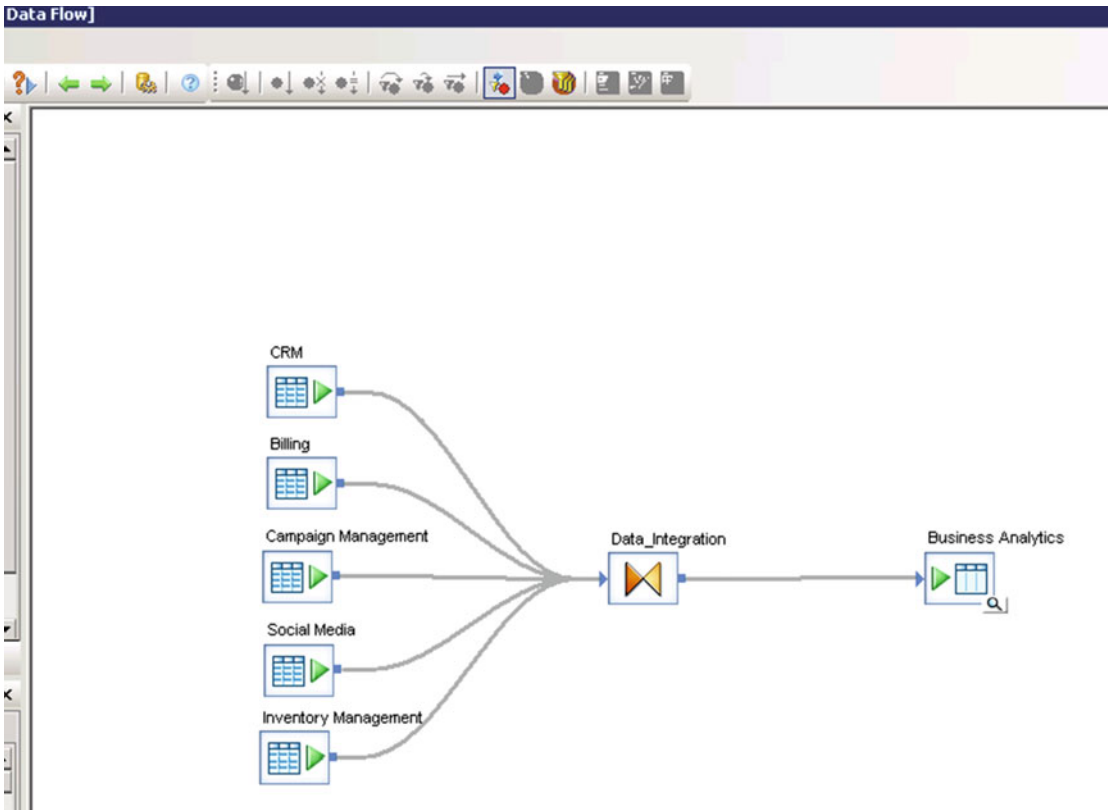 Data Flow]
CRM
Billing
Campaign Management
Data_Integration
Business Analytics
Social Media
Inventory Management